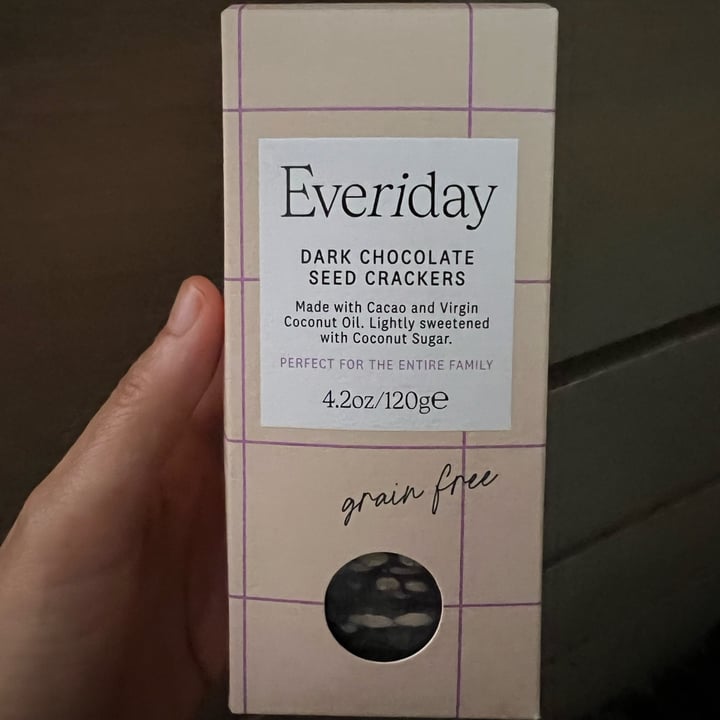 Everiday
DARK CHOCOLATE
SEED CRACKERS
Made with Cacao and Virgin
Coconut Oil. Lightly sweetened
with Coconut Sugar.
PERFECT FOR THE ENTIRE FAMILY
4.2oz/120g℮
grain free